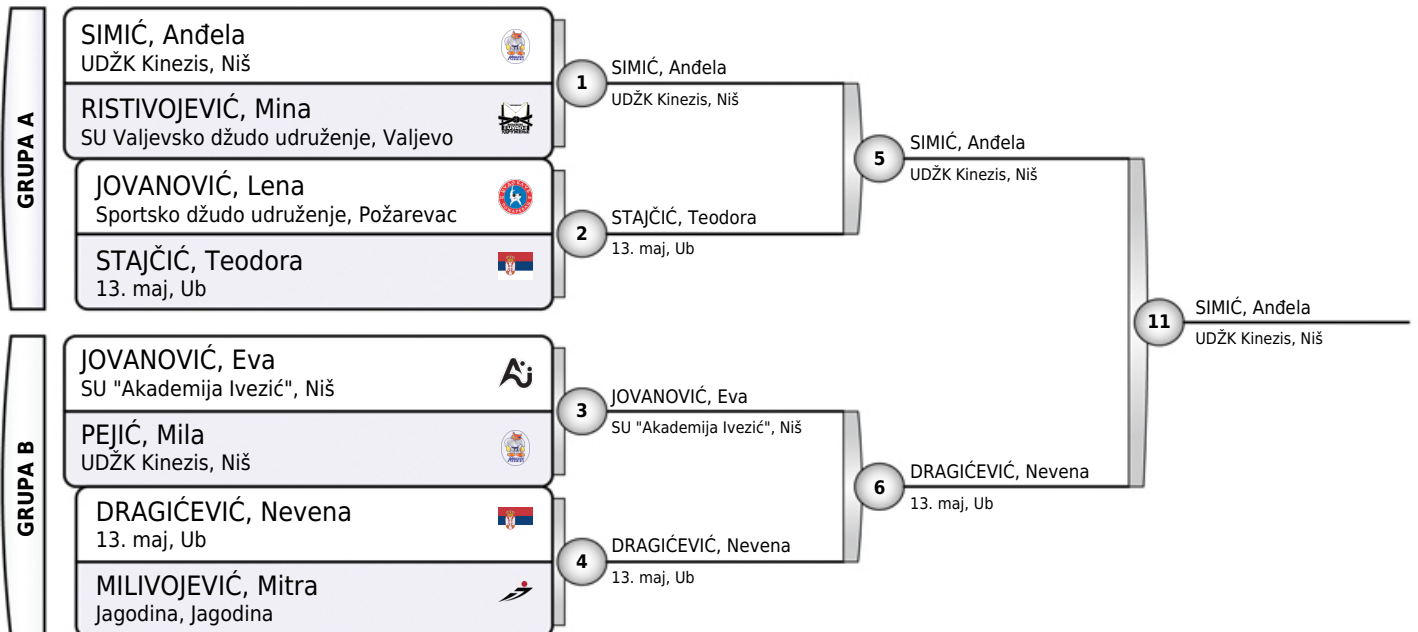 GRUPA A
SIMIĆ, Anđela
UDŽK Kinezis, Niš
RISTIVOJEVIĆ, Mina
SU Valjevsko džudo udruženje, Valjevo
JOVANOVIĆ, Lena
Sportsko džudo udruženje, Požarevac
STAJČIĆ, Teodora
13. maj, Ub
1
SIMIĆ, Anđela
UDŽK Kinezis, Niš
2
STAJČIĆ, Teodora
13. maj, Ub
5
SIMIĆ, Anđela
UDŽK Kinezis, Niš
GRUPA B
JOVANOVIĆ, Eva
SU "Akademija Ivezić", Niš
PEJIĆ, Mila
UDŽK Kinezis, Niš
DRAGIĆEVIĆ, Nevena
13. maj, Ub
MILIVOJEVIĆ, Mitra
Jagodina, Jagodina
3
JOVANOVIĆ, Eva
SU "Akademija Ivezić", Niš
4
DRAGIĆEVIĆ, Nevena
13. maj, Ub
6
DRAGIĆEVIĆ, Nevena
13. maj, Ub
11
SIMIĆ, Anđela
UDŽK Kinezis, Niš